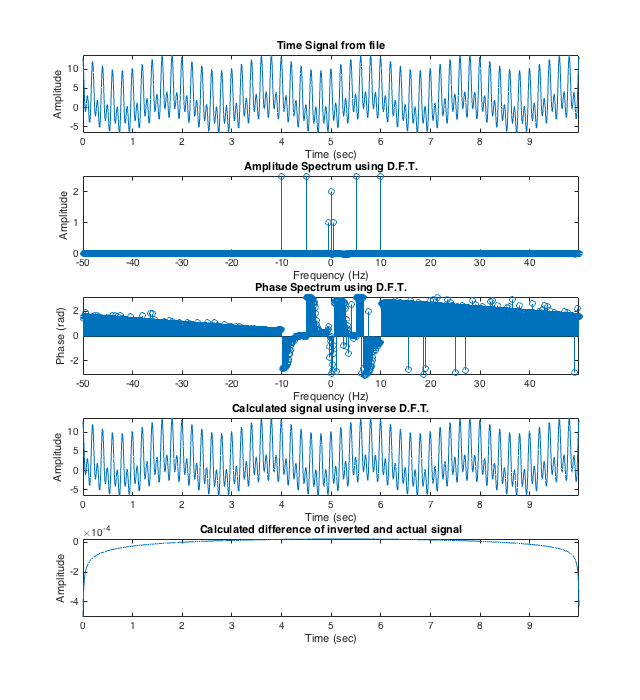 Time Signal from file
Amplitude
10
5
0
-5
0 1 2 3 4 5 6 7 8 9
Time (sec)
Amplitude Spectrum using D.F.T.
Amplitude
2
1
0
-50 -40 -30 -20 -10 0 10 20 30 40
Frequency (Hz)
Phase Spectrum using D.F.T.
Phase (rad)
2
0
-2
-50 -40 -30 -20 -10 0 10 20 30 40
Frequency (Hz)
Calculated signal using inverse D.F.T.
Amplitude
10
5
0
-5
0 1 2 3 4 5 6 7 8 9
Time (sec)
Calculated difference of inverted and actual signal
×10⁻⁴
Amplitude
0
-2
-4
0 1 2 3 4 5 6 7 8 9
Time (sec)